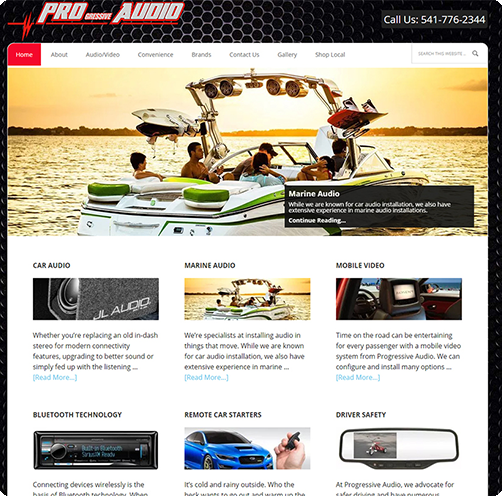 PROGRESSIVE AUDIO
Call Us: 541-776-2344
Home About Audio/Video Convenience Brands Contact Us Gallery Shop Local
SEARCH THIS WEBSITE ...
Marine Audio
While we are known for car audio installation, we also have
extensive experience in marine audio installations.
Continue Reading...
CAR AUDIO
JL AUDIO
Whether you're replacing an old in-dash
stereo for modern connectivity
features, upgrading to better sound or
simply fed up with the listening ...
[Read More...]
MARINE AUDIO
We're specialists at installing audio in
things that move. While we are known
for car audio installation, we also have
extensive experience in marine ...
[Read More...]
MOBILE VIDEO
Time on the road can be entertaining
for every passenger with a mobile video
system from Progressive Audio. We can
configure and install many options ...
[Read More...]
BLUETOOTH TECHNOLOGY
Built-in Bluetooth
SiriusXM Ready
Connecting devices wirelessly is the
basis of Bluetooth technology. When
REMOTE CAR STARTERS
It's cold and rainy outside. Who the
heck wants to go out and warm up the
DRIVER SAFETY
At Progressive Audio, we advocate for
safer driving and have numerous